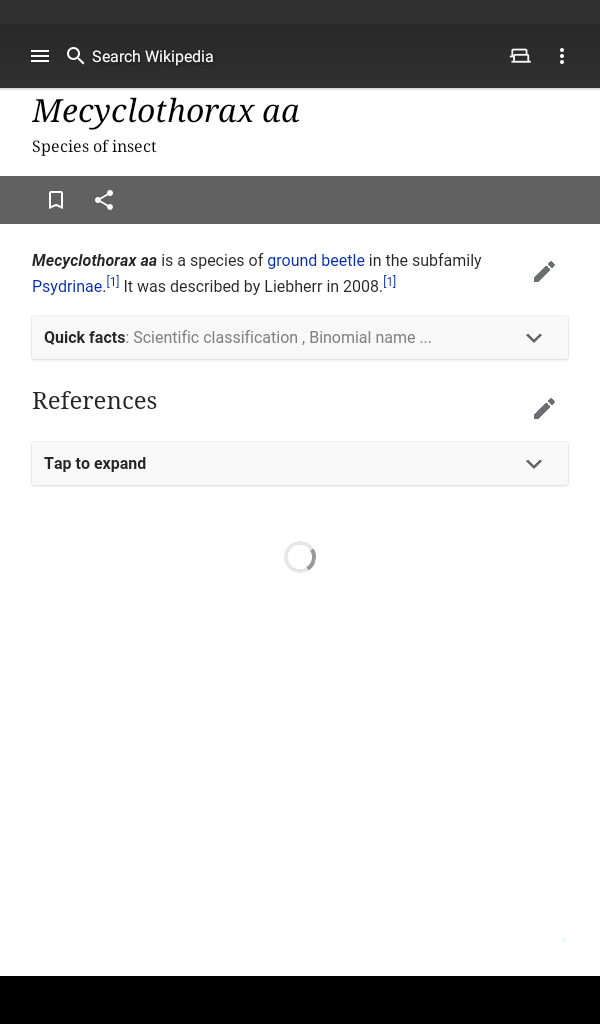 Search Wikipedia
Mecyclothorax aa
Species of insect
Mecyclothorax aa is a species of ground beetle in the subfamily
Psydrinae.[1] It was described by Liebherr in 2008.[1]
Quick facts: Scientific classification , Binomial name ...
References
Tap to expand